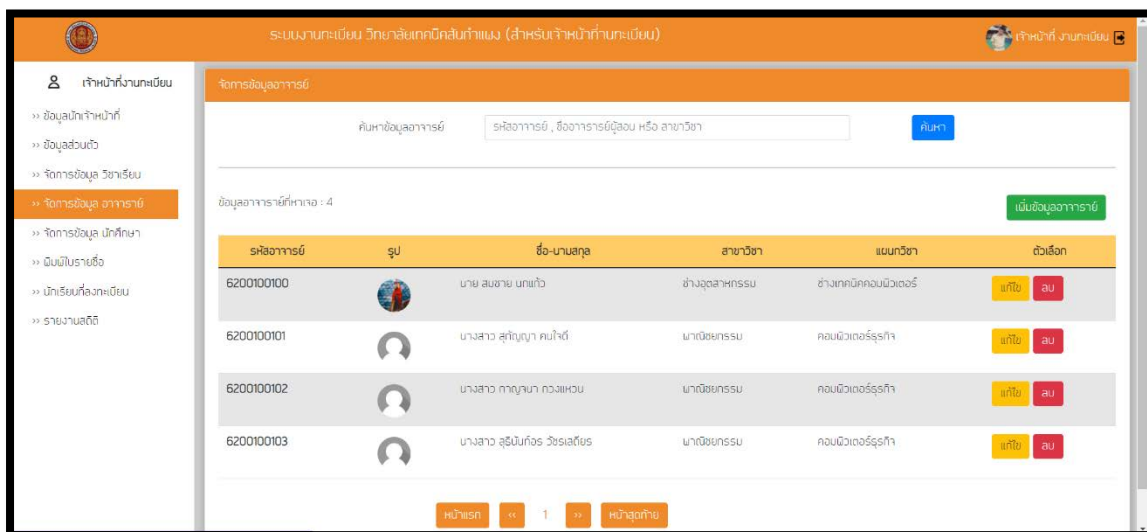 ระบบงานทะเบียน วิทยาลัยเทคนิคสันกำแพง (สำหรับเจ้าหน้าที่งานทะเบียน)
เจ้าหน้าที่ งานทะเบียน
เจ้าหน้าที่งานทะเบียน
›› ข้อมูลนักเจ้าหน้าที่
›› ข้อมูลส่วนตัว
›› จัดการข้อมูล วิชาเรียน
›› จัดการข้อมูล อาจาราย์
›› จัดการข้อมูล นักศึกษา
›› พิมพ์ใบรายชื่อ
›› นักเรียนที่ลงทะเบียน
›› รายงานสถิติ
จัดการข้อมูลอาจารย์
ค้นหาข้อมูลอาจารย์ รหัสอาจารย์ , ชื่ออาจรารย์ผู้สอน หรือ สาขาวิชา ค้นหา
ข้อมูลอาจาราย์ที่หาเจอ : 4 เพิ่มข้อมูลอาจาราย์
รหัสอาจารย์ รูป ชื่อ-นามสกุล สาขาวิชา แผนกวิชา ตัวเลือก
6200100100 นาย สมชาย นกแก้ว ช่างอุตสาหกรรม ช่างเทคนิคคอมพิวเตอร์ แก้ไข ลบ
6200100101 นางสาว สุกัญญา คนใจดี พาณิชยกรรม คอมพิวเตอร์ธุรกิจ แก้ไข ลบ
6200100102 นางสาว กาญจนา กวงแหวน พาณิชยกรรม คอมพิวเตอร์ธุรกิจ แก้ไข ลบ
6200100103 นางสาว สุธินันท์อร วัชรเสถียร พาณิชยกรรม คอมพิวเตอร์ธุรกิจ แก้ไข ลบ
หน้าแรก ‹‹ 1 ›› หน้าสุดท้าย